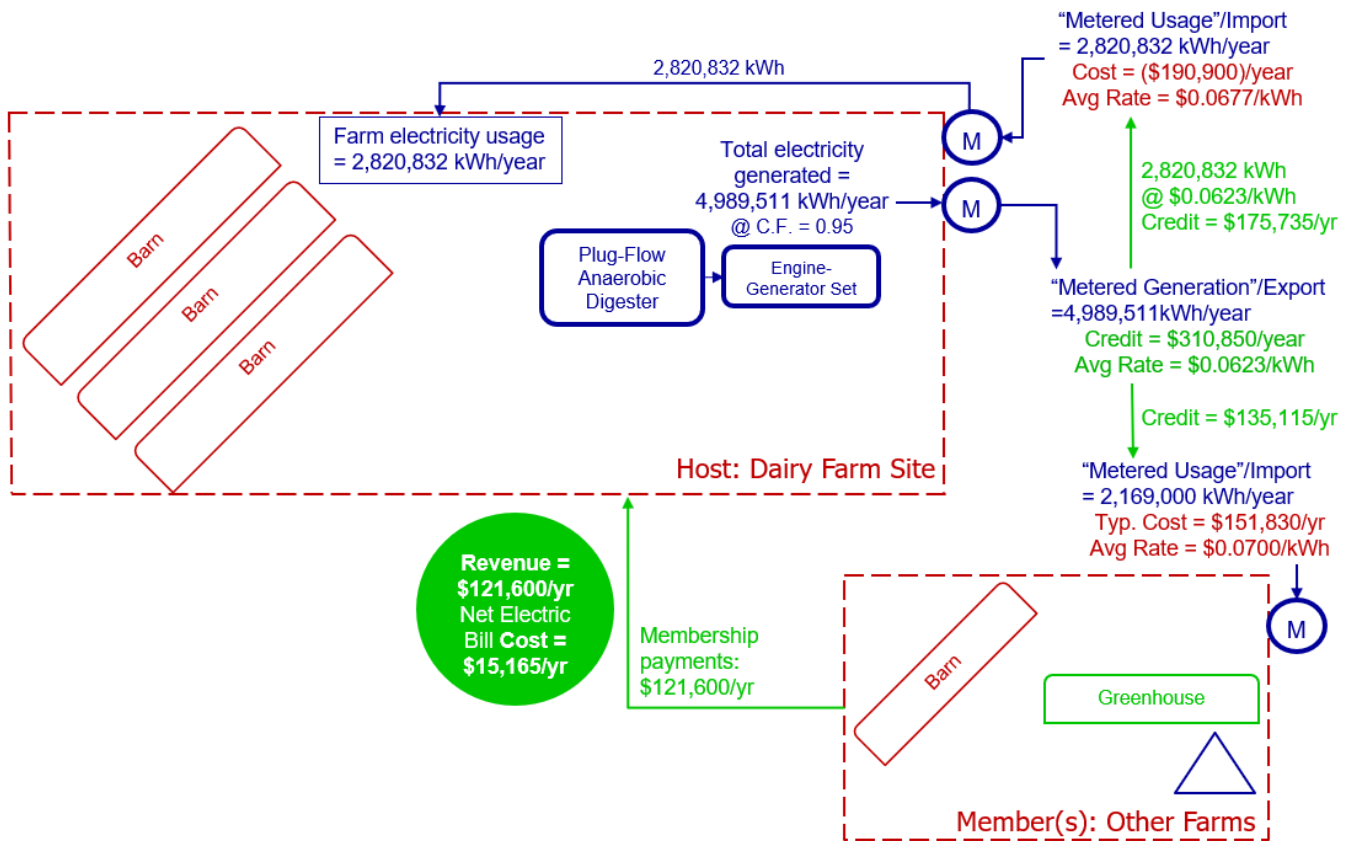 “Metered Usage”/Import
= 2,820,832 kWh/year
Cost = ($190,900)/year
Avg Rate = $0.0677/kWh
2,820,832 kWh
Farm electricity usage
= 2,820,832 kWh/year
M
Total electricity
generated =
4,989,511 kWh/year
@ C.F. = 0.95
M
2,820,832 kWh
@ $0.0623/kWh
Credit = $175,735/yr
Barn
Barn
Barn
Plug-Flow
Anaerobic
Digester
Engine-
Generator Set
“Metered Generation”/Export
=4,989,511kWh/year
Credit = $310,850/year
Avg Rate = $0.0623/kWh
Credit = $135,115/yr
Host: Dairy Farm Site
“Metered Usage”/Import
= 2,169,000 kWh/year
Typ. Cost = $151,830/yr
Avg Rate = $0.0700/kWh
Revenue =
$121,600/yr
Net Electric
Bill Cost =
$15,165/yr
Membership
payments:
$121,600/yr
M
Barn
Greenhouse
Member(s): Other Farms